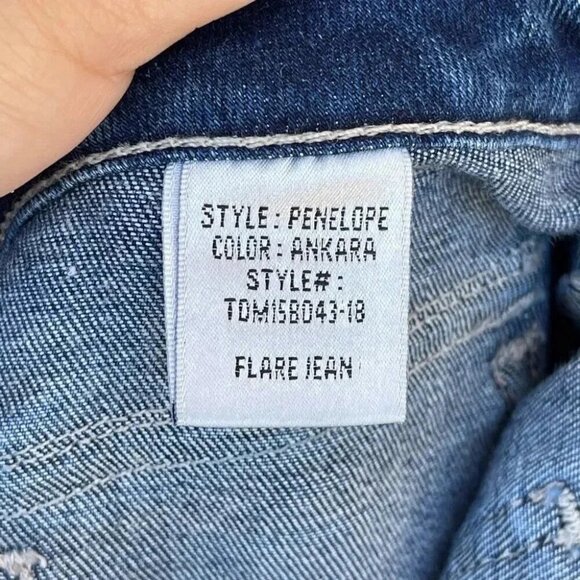 STYLE: PENELOPE
COLOR: ANKARA
STYLE#:
TDM15B043-18
FLARE JEAN